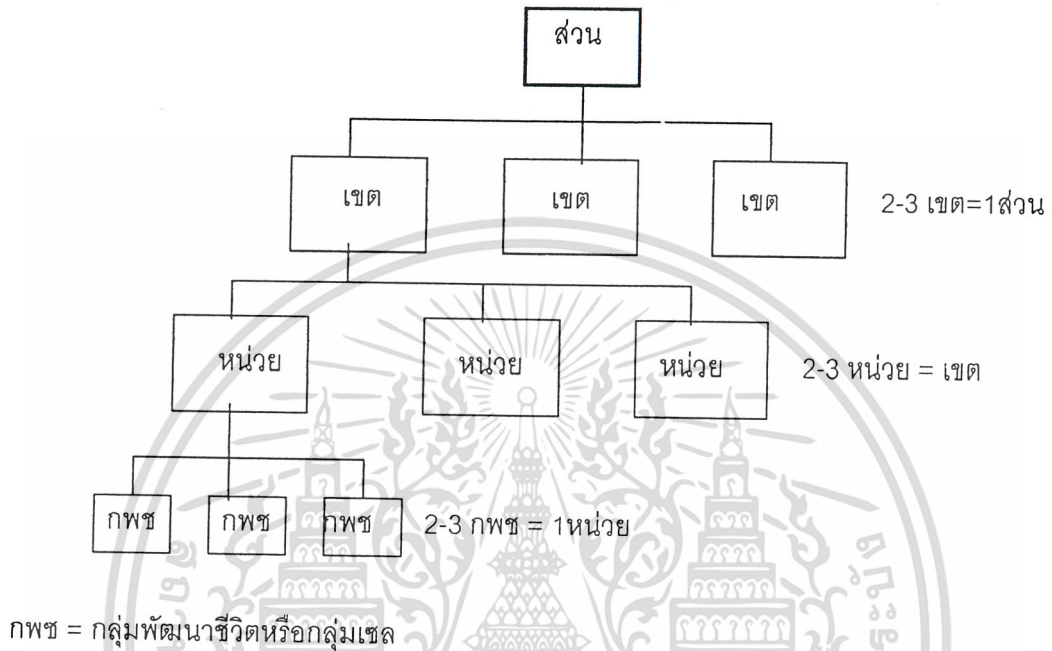 ส่วน
เขต เขต เขต 2-3 เขต=1ส่วน
หน่วย หน่วย หน่วย 2-3 หน่วย = เขต
กพช กพช กพช 2-3 กพช = 1หน่วย
กพช = กลุ่มพัฒนาชีวิตหรือกลุ่มเซล